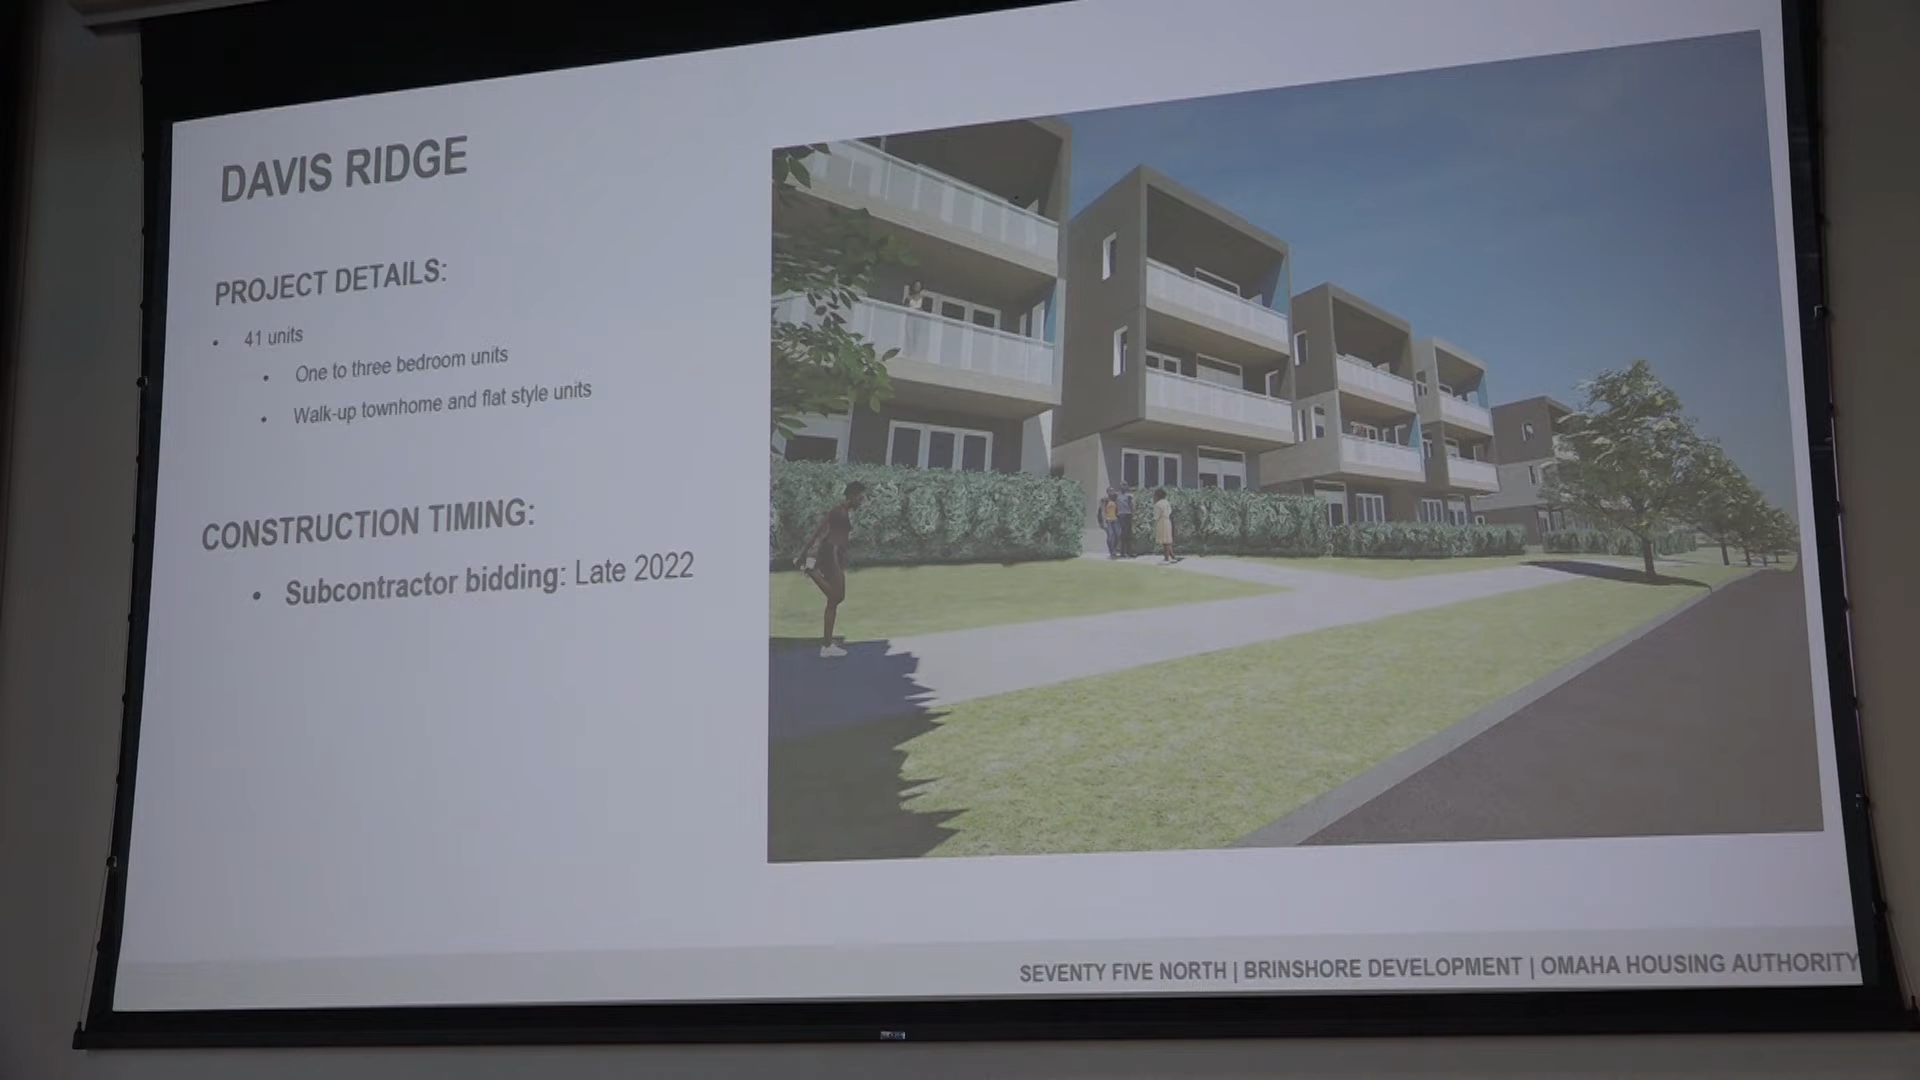 DAVIS RIDGE
PROJECT DETAILS:
• 41 units
• One to three bedroom units
• Walk-up townhome and flat style units
CONSTRUCTION TIMING:
• Subcontractor bidding: Late 2022
SEVENTY FIVE NORTH | BRINSHORE DEVELOPMENT | OMAHA HOUSING AUTHORITY